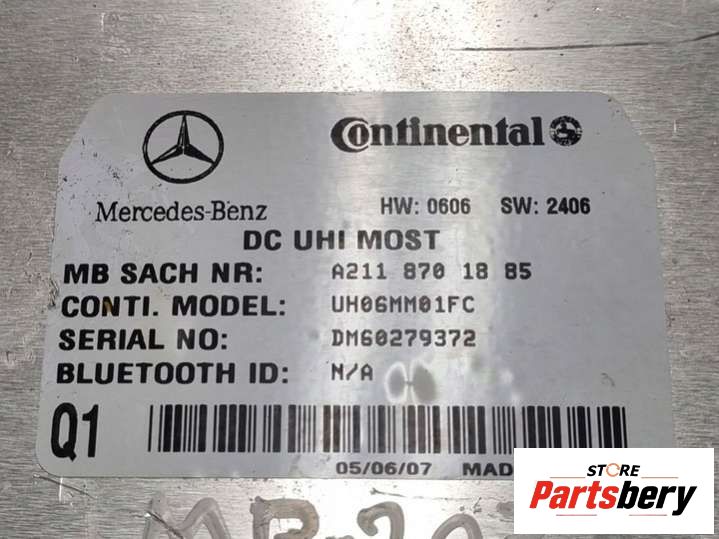 Continental
Mercedes-Benz HW: 0606 SW: 2406
DC UHI MOST
MB SACH NR: A211 870 18 85
CONTI. MODEL: UH06MM01FC
SERIAL NO: DM60279372
BLUETOOTH ID: N/A
Q1
05/06/07 MAD
STORE
Partsbery